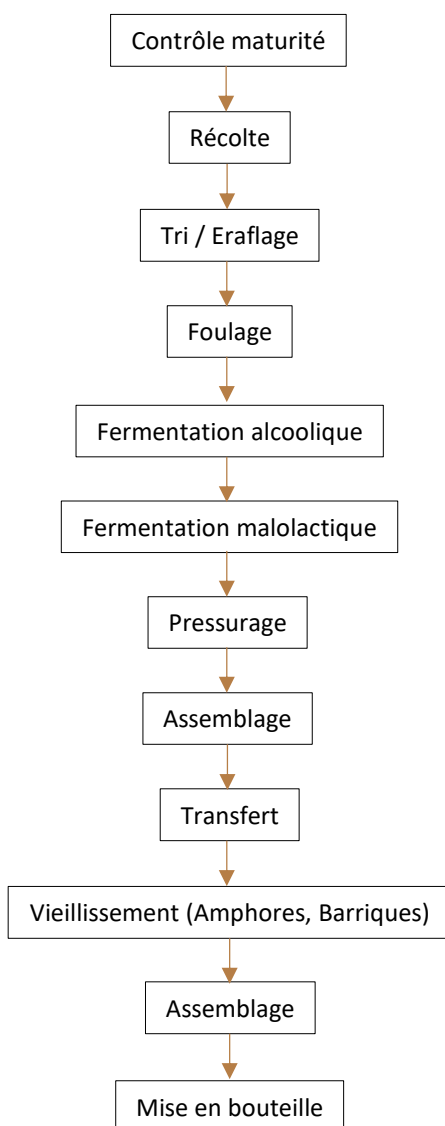 Contrôle maturité
Récolte
Tri / Eraflage
Foulage
Fermentation alcoolique
Fermentation malolactique
Pressurage
Assemblage
Transfert
Vieillissement (Amphores, Barriques)
Assemblage
Mise en bouteille